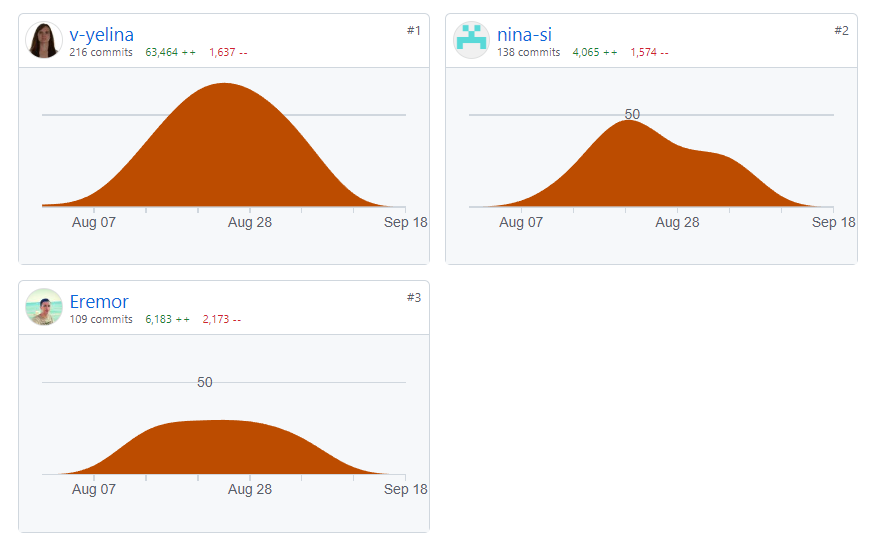 v-yelina #1
216 commits 63,464 ++ 1,637 --
Aug 07 Aug 28 Sep 18
nina-si #2
138 commits 4,065 ++ 1,574 --
50
Aug 07 Aug 28 Sep 18
Eremor #3
109 commits 6,183 ++ 2,173 --
50
Aug 07 Aug 28 Sep 18